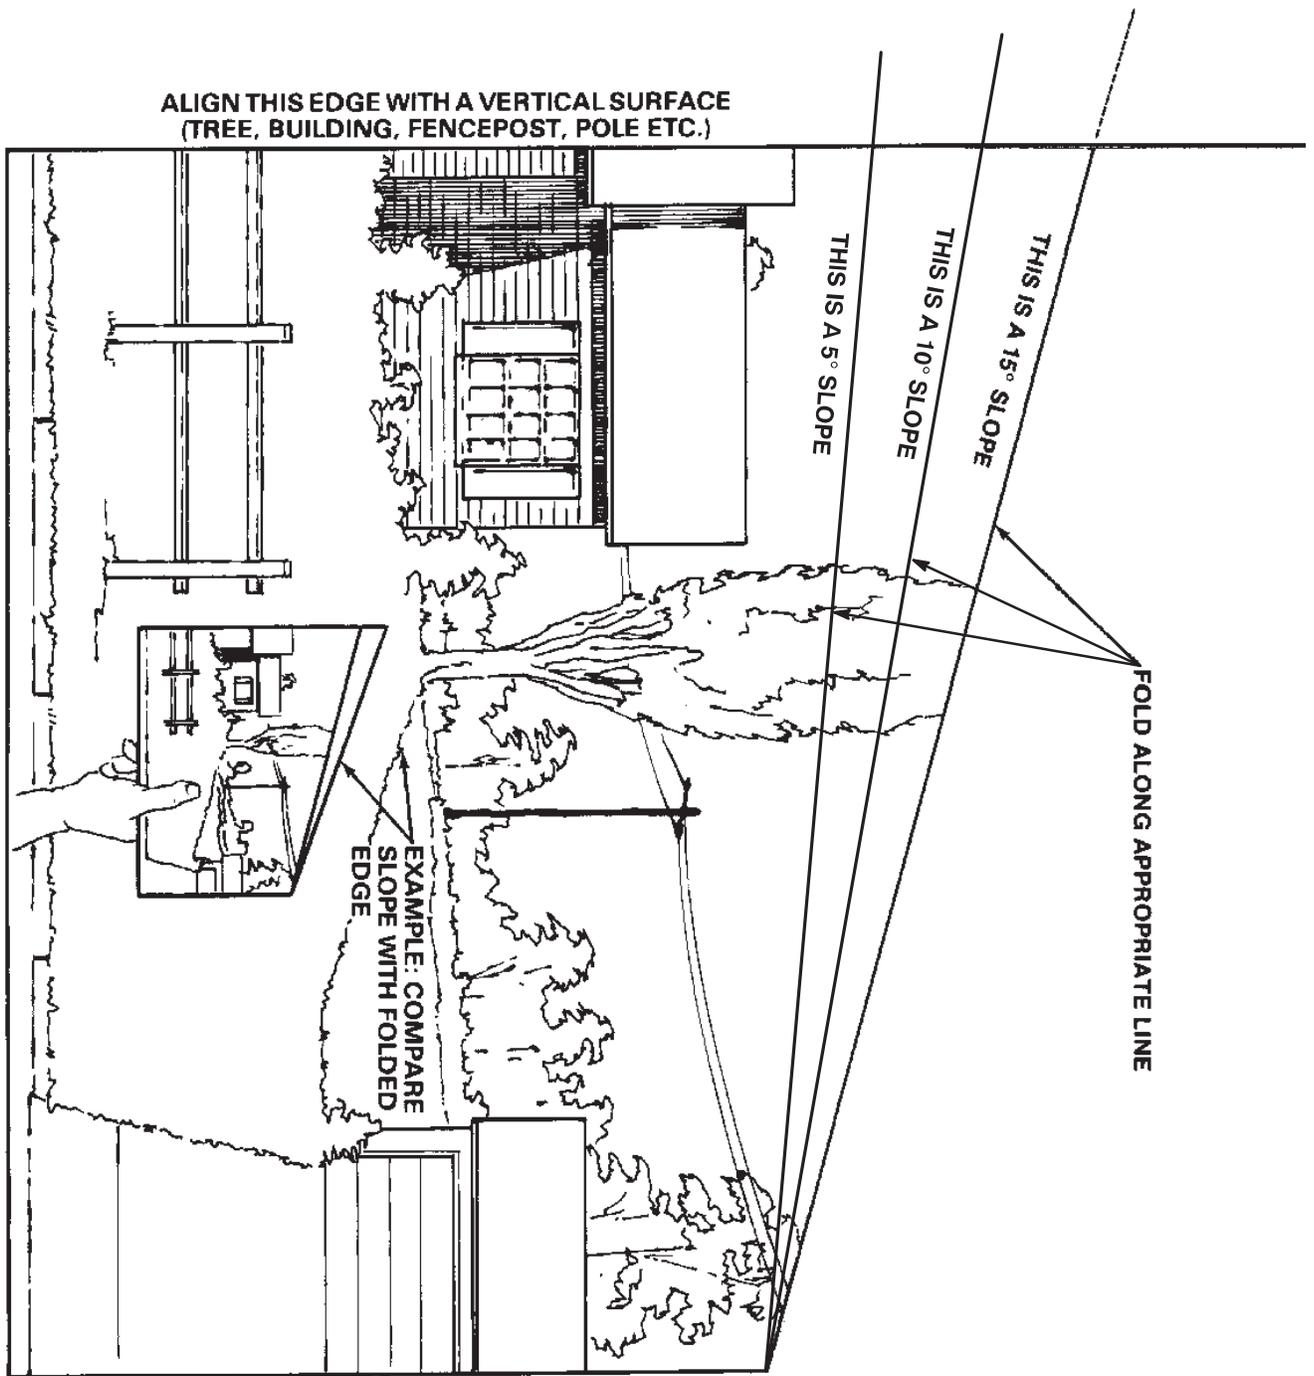 ALIGN THIS EDGE WITH A VERTICAL SURFACE
(TREE, BUILDING, FENCEPOST, POLE ETC.)
THIS IS A 15° SLOPE
THIS IS A 10° SLOPE
THIS IS A 5° SLOPE
FOLD ALONG APPROPRIATE LINE
EXAMPLE: COMPARE
SLOPE WITH FOLDED
EDGE